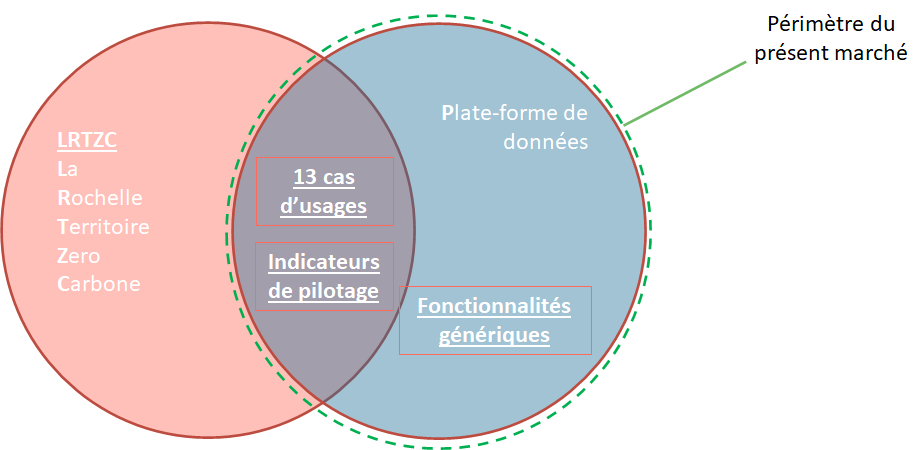 Périmètre du
présent marché
LRTZC
La
Rochelle
Territoire
Zero
Carbone
Plate-forme de
données
13 cas
d'usages
Indicateurs
de pilotage
Fonctionnalités
génériques